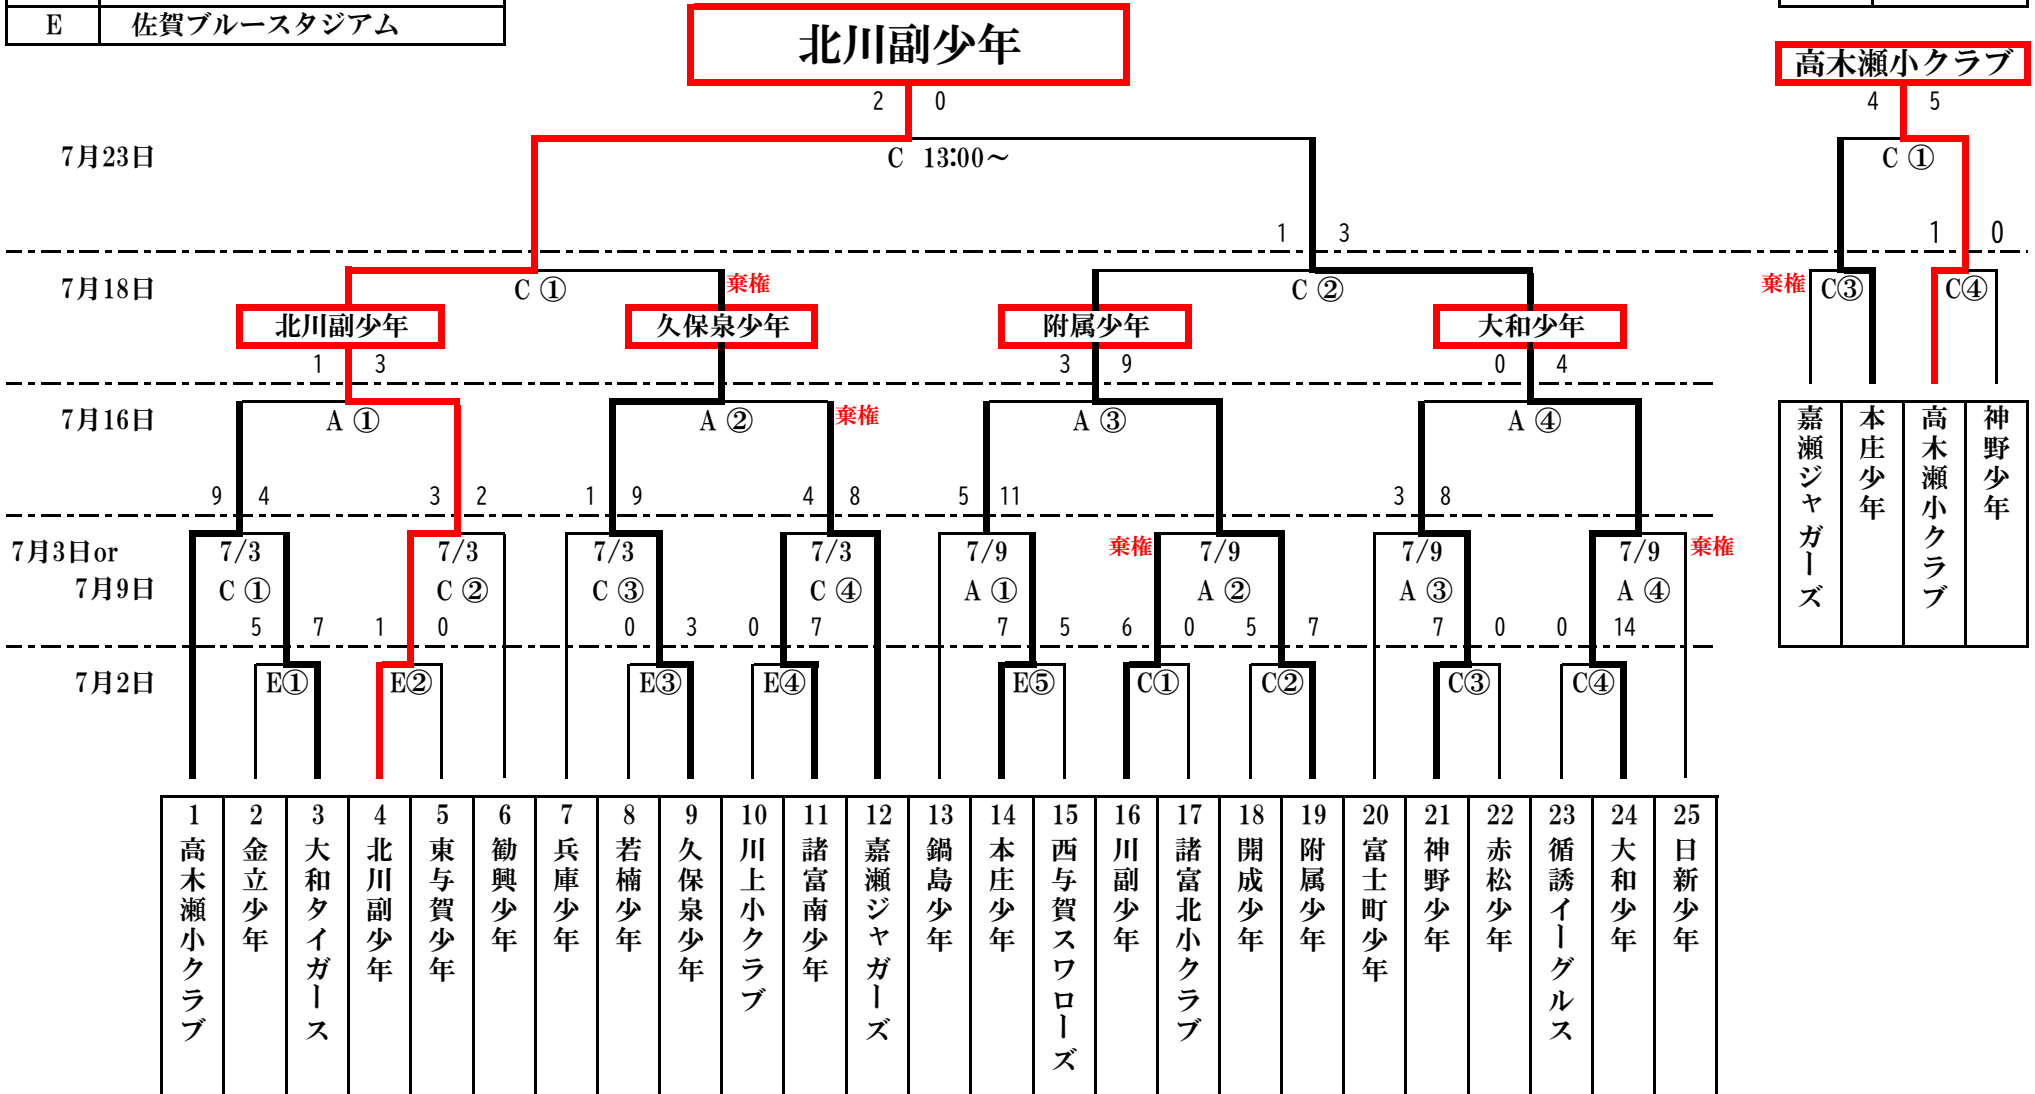 E 佐賀ブルースタジアム
北川副少年
高木瀬小クラブ
2 0
4 5
7月23日
C 13:00～
C ①
1 3
1 0
7月18日
C ①
棄権
C ②
棄権
C③
C④
北川副少年
久保泉少年
附属少年
大和少年
1 3
3 9
0 4
7月16日
A ①
A ②
棄権
A ③
A ④
9 4
3 2
1 9
4 8
5 11
3 8
7月3日or
7月9日
7/3
C ①
7/3
C ②
7/3
C ③
7/3
C ④
7/9
A ①
棄権
7/9
A ②
7/9
A ③
7/9
A ④
棄権
5 7
1 0
0 3
0 7
7 5
6 0
5 7
7 0
0 14
7月2日
E①
E②
E③
E④
E⑤
C①
C②
C③
C④
1 高木瀬小クラブ
2 金立少年
3 大和タイガース
4 北川副少年
5 東与賀少年
6 勧興少年
7 兵庫少年
8 若楠少年
9 久保泉少年
10 川上小クラブ
11 諸富南少年
12 嘉瀬ジャガーズ
13 鍋島少年
14 本庄少年
15 西与賀スワローズ
16 川副少年
17 諸富北小クラブ
18 開成少年
19 附属少年
20 富士町少年
21 神野少年
22 赤松少年
23 循誘イーグルス
24 大和少年
25 日新少年
嘉瀬ジャガーズ
本庄少年
高木瀬小クラブ
神野少年